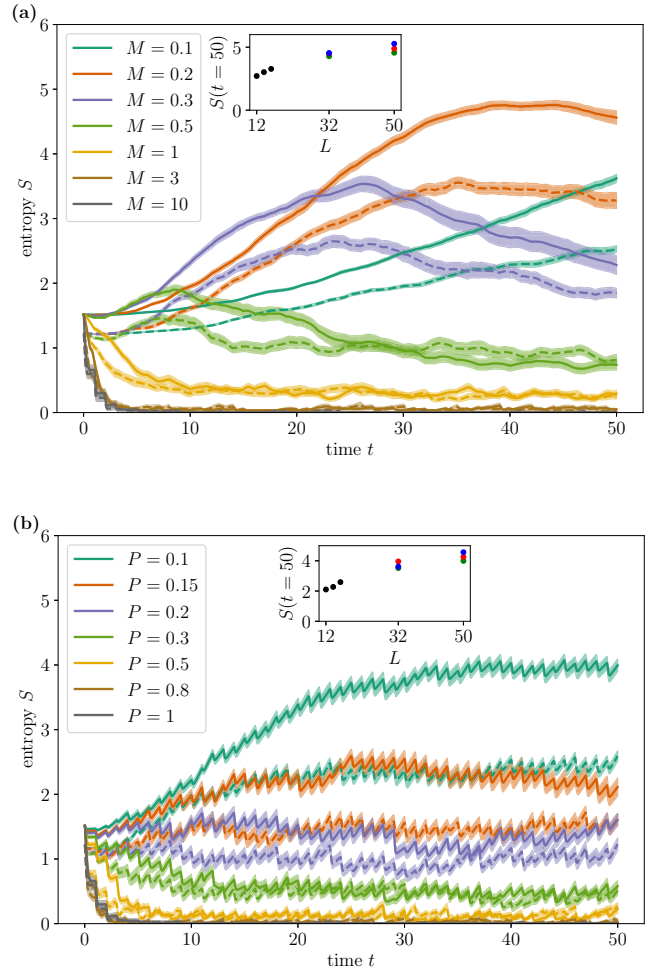 (a)
6
5
4
3
2
1
0
entropy S
M = 0.1
M = 0.2
M = 0.3
M = 0.5
M = 1
M = 3
M = 10
5
0
S(t = 50)
12 32 50
L
0 10 20 30 40 50
time t
(b)
6
5
4
3
2
1
0
entropy S
P = 0.1
P = 0.15
P = 0.2
P = 0.3
P = 0.5
P = 0.8
P = 1
4
2
0
S(t = 50)
12 32 50
L
0 10 20 30 40 50
time t